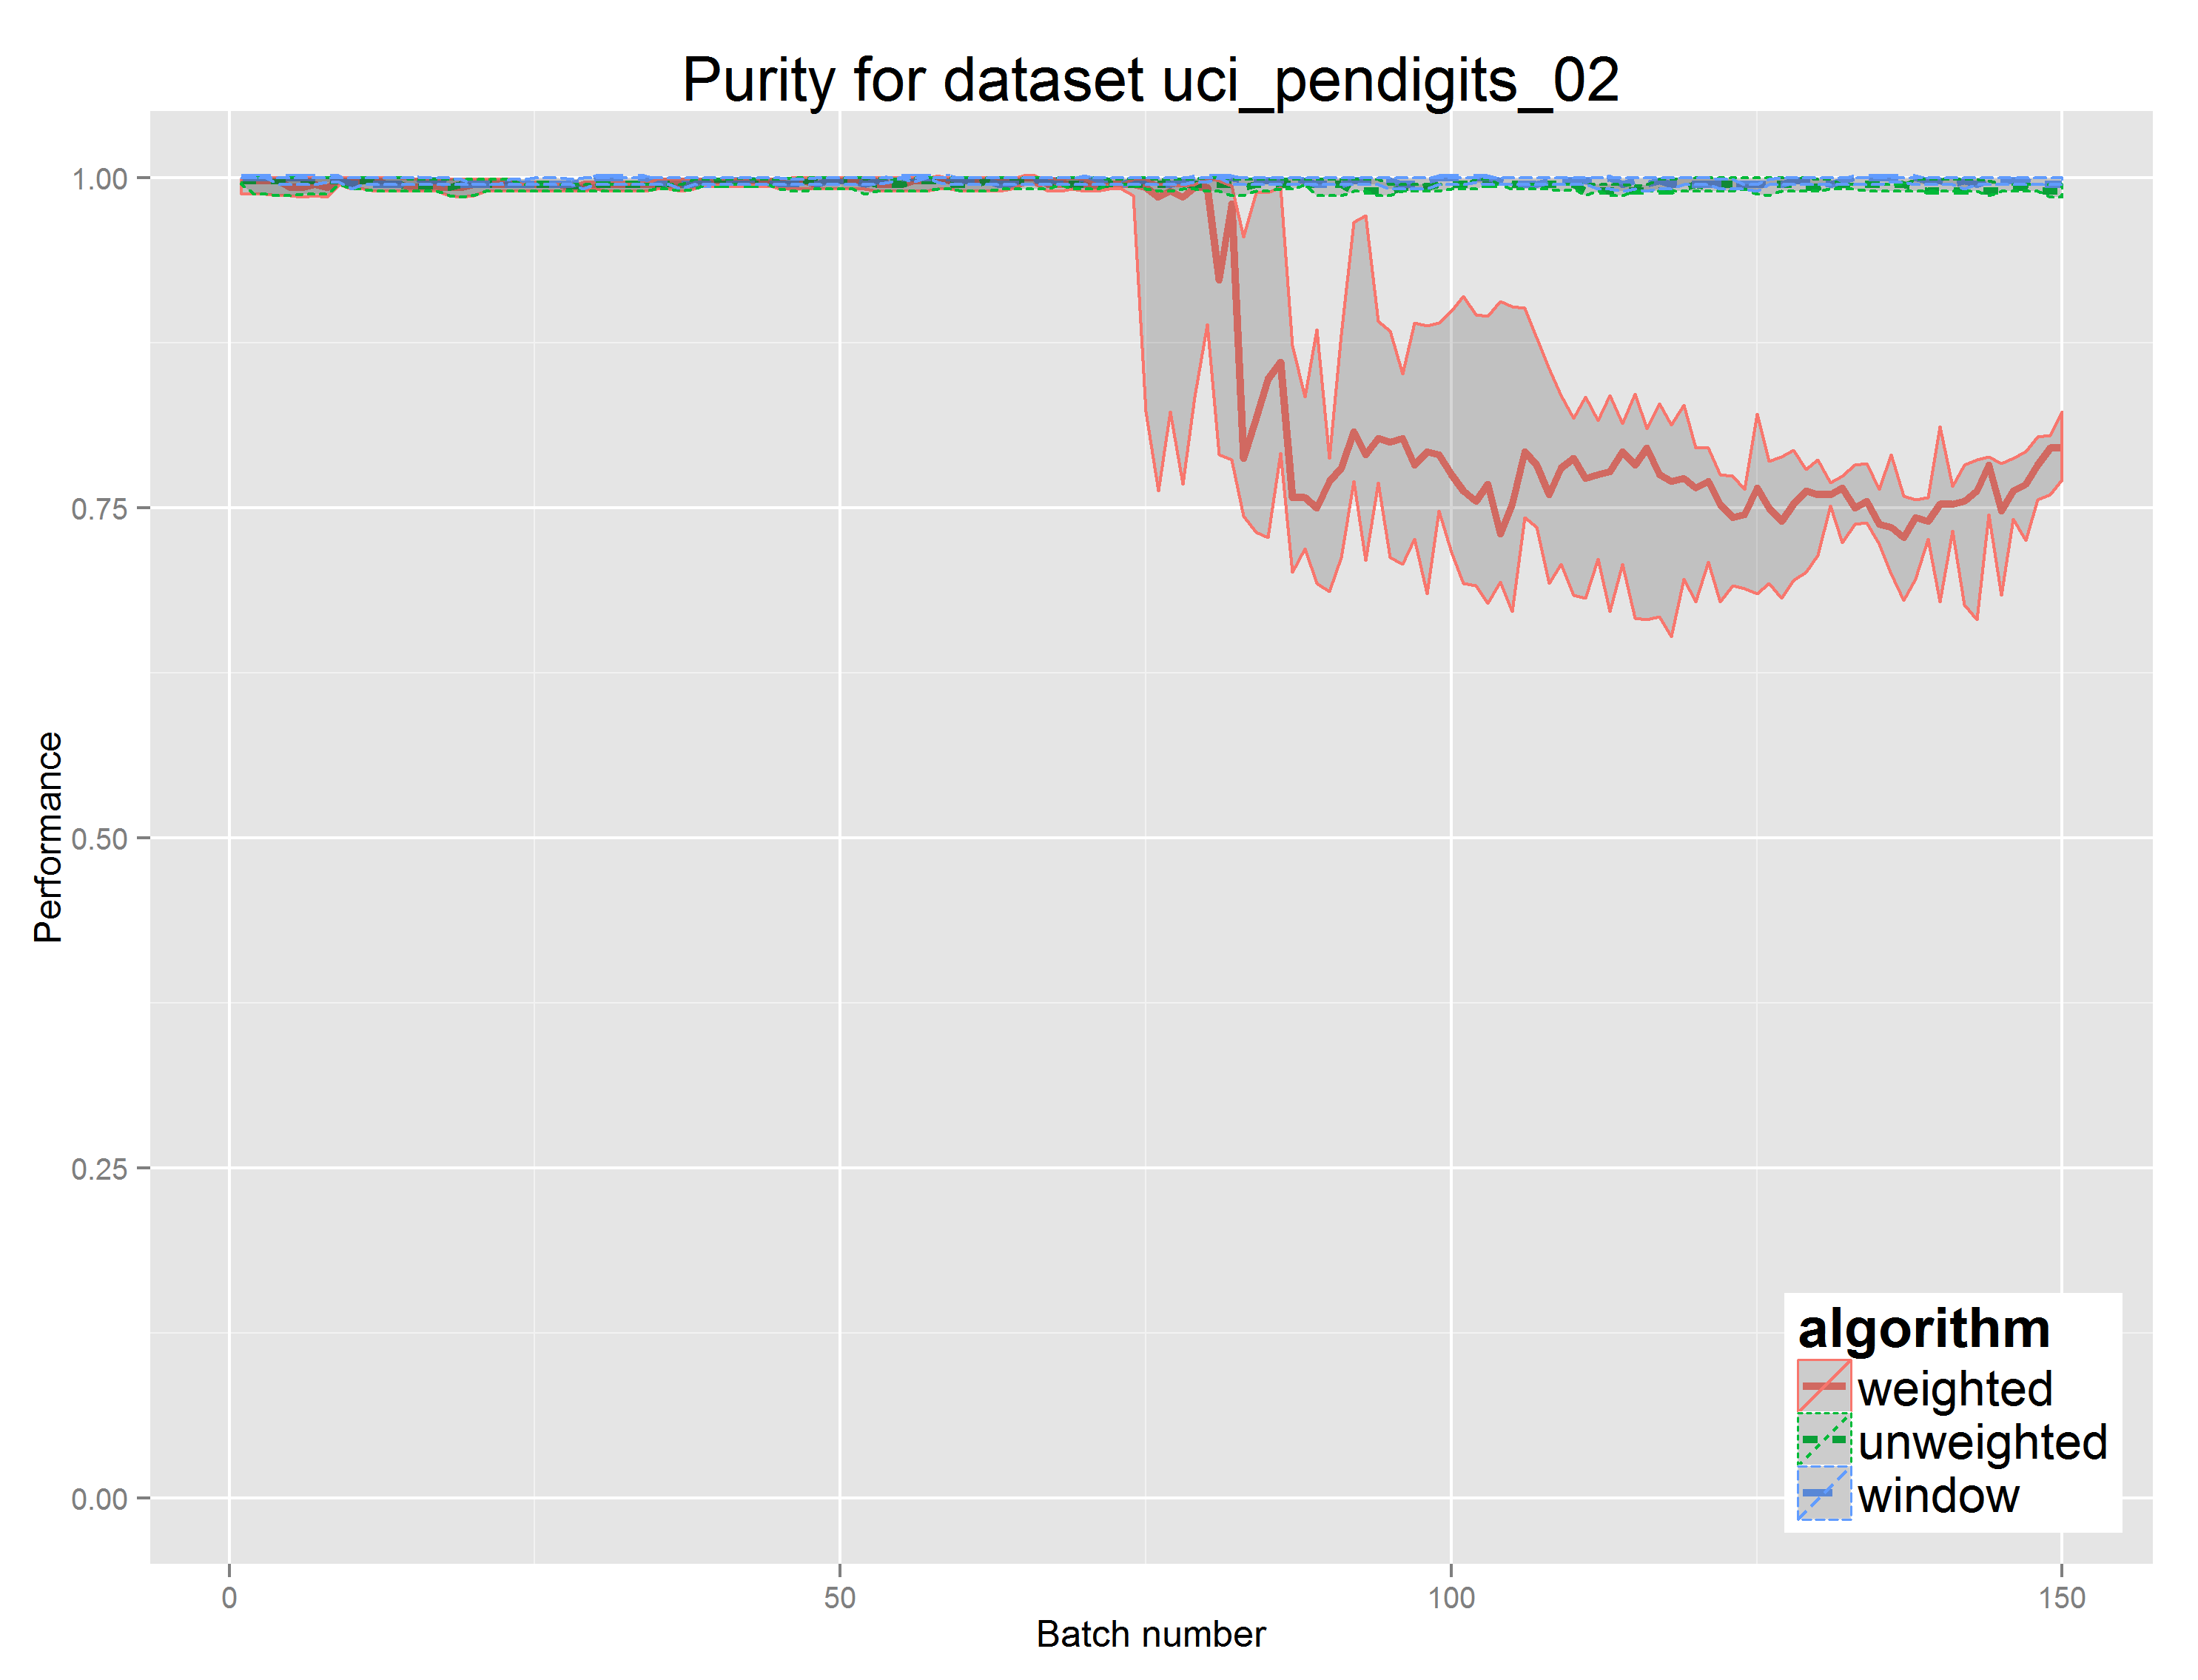 Purity for dataset uci_pendigits_02
1.00
0.75
0.50
0.25
0.00
Performance
0
50
100
150
Batch number
algorithm
weighted
unweighted
window